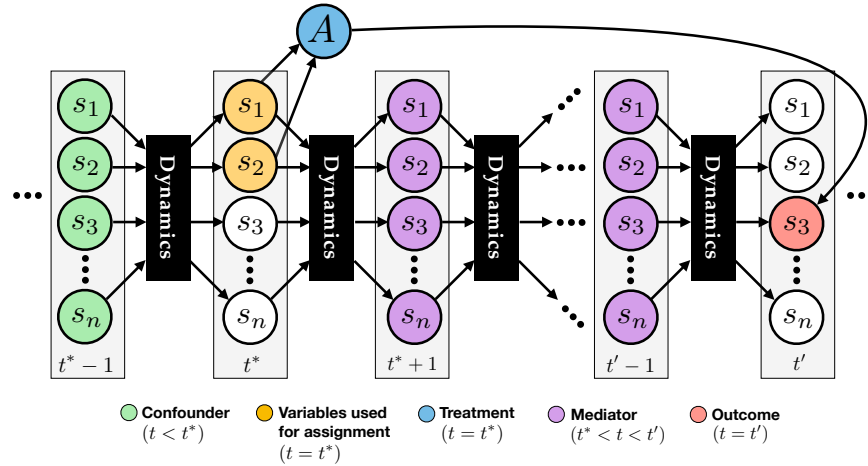 A
s₁ s₁ s₁ s₁ s₁
s₂ s₂ s₂ s₂ s₂
Dynamics Dynamics Dynamics Dynamics
... ... ...
s₃ s₃ s₃ s₃ s₃
sₙ sₙ sₙ sₙ sₙ
t* − 1 t* t* + 1 t′ − 1 t′
Confounder
(t < t*)
Variables used
for assignment
(t = t*)
Treatment
(t = t*)
Mediator
(t* < t < t′)
Outcome
(t = t′)